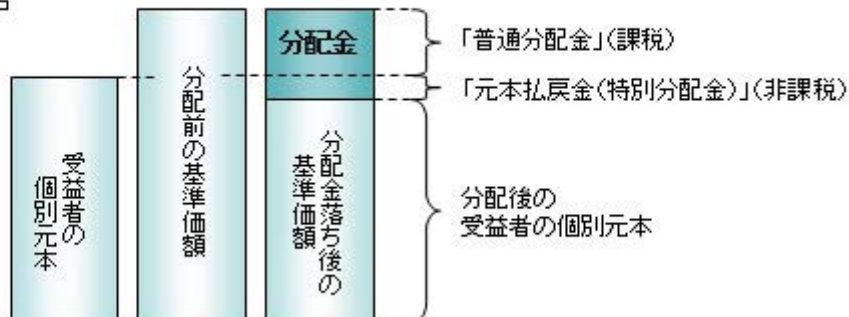 受益者の
個別元本
分配前の基準価額
分配金
分配金落ち後の
基準価額
「普通分配金」(課税)
「元本払戻金(特別分配金)」(非課税)
分配後の
受益者の個別元本